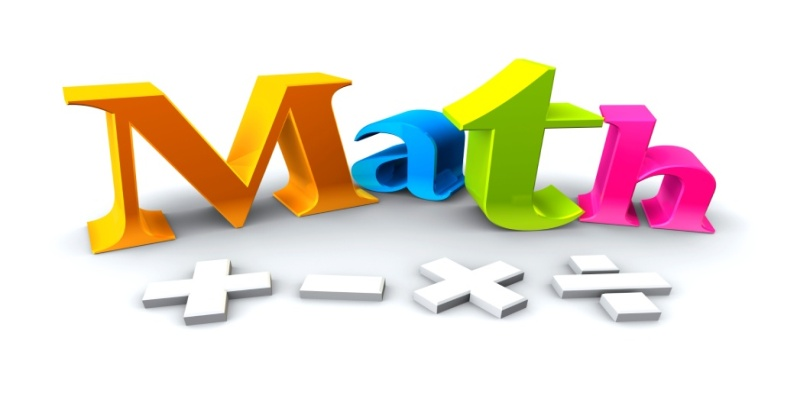 Math
+ − × ÷